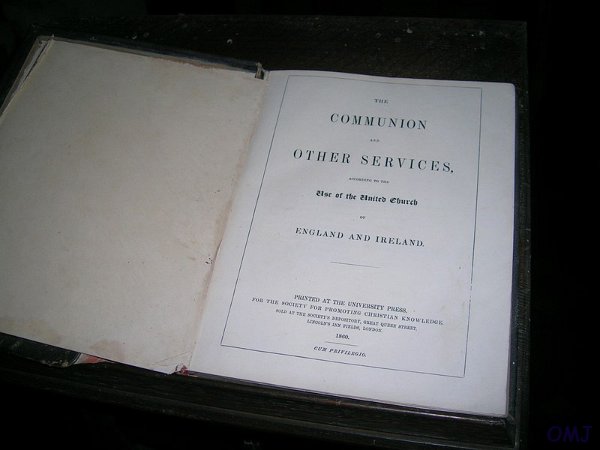 THE
COMMUNION
AND
OTHER SERVICES,
ACCORDING TO THE
Use of the United Church
OF
ENGLAND AND IRELAND.
PRINTED AT THE UNIVERSITY PRESS,
FOR THE SOCIETY FOR PROMOTING CHRISTIAN KNOWLEDGE.
SOLD AT THE SOCIETY'S DEPOSITORY, GREAT QUEEN STREET,
LINCOLN'S INN FIELDS, LONDON.
1860.
CUM PRIVILEGIO.
OMJ